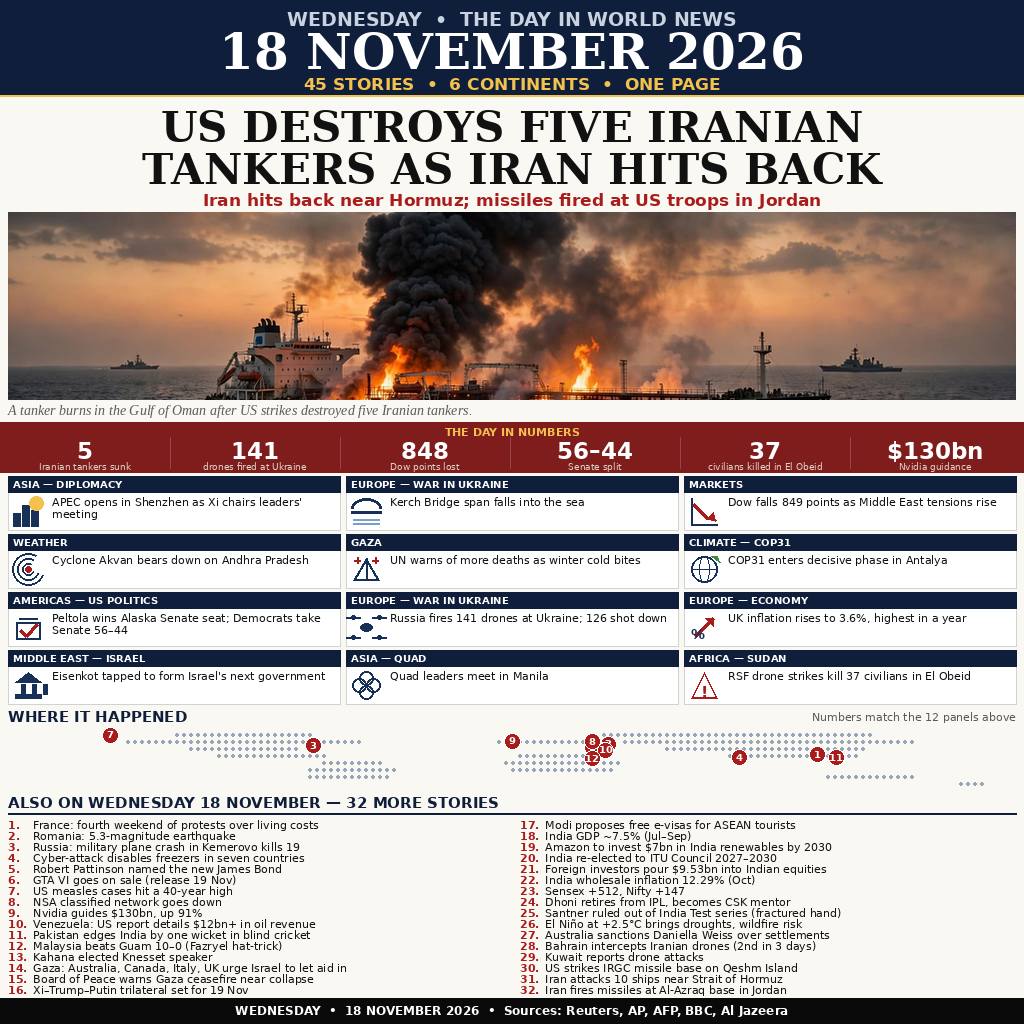 WEDNESDAY • THE DAY IN WORLD NEWS
18 NOVEMBER 2026
45 STORIES • 6 CONTINENTS • ONE PAGE
US DESTROYS FIVE IRANIAN
TANKERS AS IRAN HITS BACK
Iran hits back near Hormuz; missiles fired at US troops in Jordan
A tanker burns in the Gulf of Oman after US strikes destroyed five Iranian tankers.
THE DAY IN NUMBERS
5
Iranian tankers sunk
141
drones fired at Ukraine
848
Dow points lost
56–44
Senate split
37
civilians killed in El Obeid
$130bn
Nvidia guidance
ASIA — DIPLOMACY
APEC opens in Shenzhen as Xi chairs leaders'
meeting
EUROPE — WAR IN UKRAINE
Kerch Bridge span falls into the sea
MARKETS
Dow falls 849 points as Middle East tensions rise
WEATHER
Cyclone Akvan bears down on Andhra Pradesh
GAZA
UN warns of more deaths as winter cold bites
CLIMATE — COP31
COP31 enters decisive phase in Antalya
AMERICAS — US POLITICS
Peltola wins Alaska Senate seat; Democrats take
Senate 56–44
EUROPE — WAR IN UKRAINE
Russia fires 141 drones at Ukraine; 126 shot down
EUROPE — ECONOMY
%
UK inflation rises to 3.6%, highest in a year
MIDDLE EAST — ISRAEL
Eisenkot tapped to form Israel's next government
ASIA — QUAD
Quad leaders meet in Manila
AFRICA — SUDAN
!
RSF drone strikes kill 37 civilians in El Obeid
WHERE IT HAPPENED
Numbers match the 12 panels above
7
3
9
8
10
12
4
1
11
ALSO ON WEDNESDAY 18 NOVEMBER — 32 MORE STORIES
1. France: fourth weekend of protests over living costs
2. Romania: 5.3-magnitude earthquake
3. Russia: military plane crash in Kemerovo kills 19
4. Cyber-attack disables freezers in seven countries
5. Robert Pattinson named the new James Bond
6. GTA VI goes on sale (release 19 Nov)
7. US measles cases hit a 40-year high
8. NSA classified network goes down
9. Nvidia guides $130bn, up 91%
10. Venezuela: US report details $12bn+ in oil revenue
11. Pakistan edges India by one wicket in blind cricket
12. Malaysia beats Guam 10–0 (Fazryel hat-trick)
13. Kahana elected Knesset speaker
14. Gaza: Australia, Canada, Italy, UK urge Israel to let aid in
15. Board of Peace warns Gaza ceasefire near collapse
16. Xi–Trump–Putin trilateral set for 19 Nov
17. Modi proposes free e-visas for ASEAN tourists
18. India GDP ~7.5% (Jul–Sep)
19. Amazon to invest $7bn in India renewables by 2030
20. India re-elected to ITU Council 2027–2030
21. Foreign investors pour $9.53bn into Indian equities
22. India wholesale inflation 12.29% (Oct)
23. Sensex +512, Nifty +147
24. Dhoni retires from IPL, becomes CSK mentor
25. Santner ruled out of India Test series (fractured hand)
26. El Niño at +2.5°C brings droughts, wildfire risk
27. Australia sanctions Daniella Weiss over settlements
28. Bahrain intercepts Iranian drones (2nd in 3 days)
29. Kuwait reports drone attacks
30. US strikes IRGC missile base on Qeshm Island
31. Iran attacks 10 ships near Strait of Hormuz
32. Iran fires missiles at Al-Azraq base in Jordan
WEDNESDAY • 18 NOVEMBER 2026 • Sources: Reuters, AP, AFP, BBC, Al Jazeera